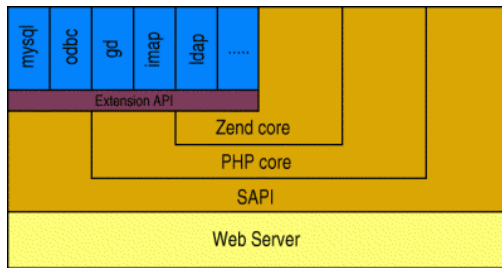 mysql
odbc
gd
imap
ldap
.....
Extension API
Zend core
PHP core
SAPI
Web Server